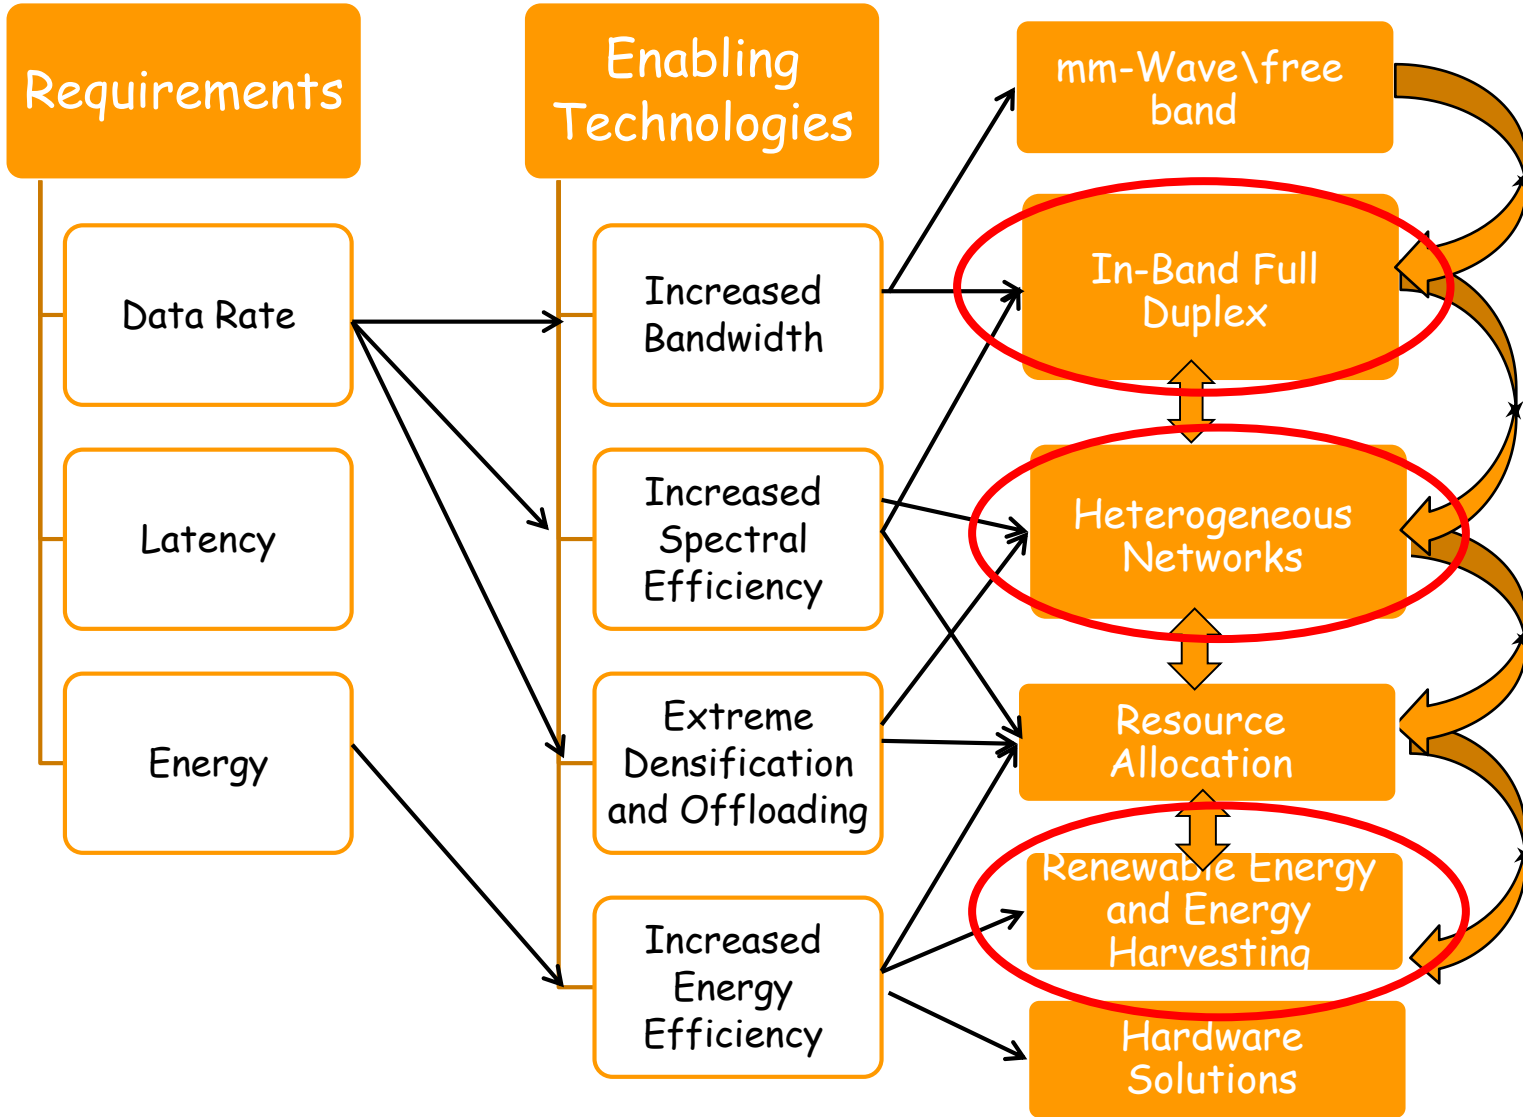 Requirements
Data Rate
Latency
Energy
Enabling
Technologies
Increased
Bandwidth
Increased
Spectral
Efficiency
Extreme
Densification
and Offloading
Increased
Energy
Efficiency
mm-Wave\free
band
In-Band Full
Duplex
Heterogeneous
Networks
Resource
Allocation
Renewable Energy
and Energy
Harvesting
Hardware
Solutions